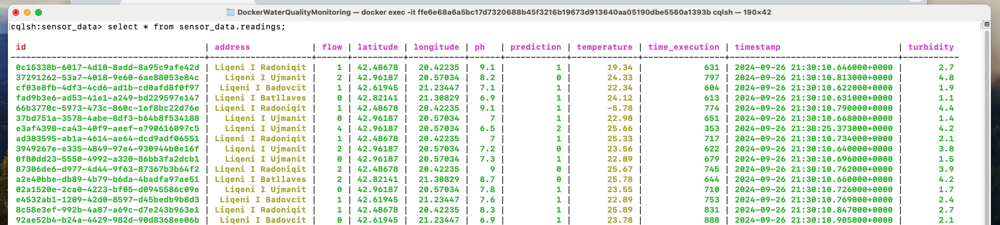 DockerWaterQualityMonitoring — docker exec -it ffe6e68a6a5bc17d7320688b45f3216b19673d913640aa05190dbe5560a1393b cqlsh — 190×42
[cqlsh:sensor_data> select * from sensor_data.readings; ]
id | address | flow | latitude | longitude | ph | prediction | temperature | time_execution | timestamp | turbidity
--------------------------------------+--------------------+------+----------+-----------+-----+------------+-------------+----------------+---------------------------------+-----------
0c15338b-6017-4d10-8add-8a95c9afe42d | Liqeni I Radoniqit | 1 | 42.48678 | 20.42235 | 9.1 | 1 | 19.34 | 631 | 2024-09-26 21:30:10.646000+0000 | 2.7
37291262-53a7-4018-9e60-6ae88053e84c | Liqeni I Ujmanit | 2 | 42.96187 | 20.57034 | 8.2 | 0 | 24.33 | 797 | 2024-09-26 21:30:10.813000+0000 | 4.8
cf03e8fb-4df3-4cd6-ad1b-cd0afd8f0f97 | Liqeni I Badovcit | 1 | 42.61945 | 21.23447 | 7.1 | 1 | 22.34 | 604 | 2024-09-26 21:30:10.622000+0000 | 1.9
fad9b3e6-ad53-41e1-a249-bd229597e147 | Liqeni I Batllaves | 0 | 42.82141 | 21.30829 | 6.9 | 1 | 24.12 | 613 | 2024-09-26 21:30:10.631000+0000 | 1.1
66b3770c-5973-473c-860c-1ef8bc22d76e | Liqeni I Radoniqit | 1 | 42.48678 | 20.42235 | 9.1 | 1 | -5.78 | 774 | 2024-09-26 21:30:10.790000+0000 | 4.4
37bd751a-3578-4abe-8df3-b64b8f534188 | Liqeni I Ujmanit | 0 | 42.96187 | 20.57034 | 7 | 1 | 22.98 | 651 | 2024-09-26 21:30:10.668000+0000 | 1.4
e3af4398-ca43-40f9-aeef-e790616097c5 | Liqeni I Ujmanit | 4 | 42.96187 | 20.57034 | 6.5 | 2 | 25.66 | 353 | 2024-09-26 21:38:25.373000+0000 | 4.2
ad383595-ab1a-4614-ae64-dcd9adf06551 | Liqeni I Radoniqit | 1 | 42.48678 | 20.42235 | 7 | 1 | 25.33 | 717 | 2024-09-26 21:30:10.734000+0000 | 2.1
3949267e-e335-4849-97e4-930944b0e16f | Liqeni I Ujmanit | 2 | 42.96187 | 20.57034 | 7.2 | 0 | 23.56 | 622 | 2024-09-26 21:30:10.640000+0000 | 3.8
0f80dd23-5550-4992-a320-86bb3fa2dcb1 | Liqeni I Ujmanit | 0 | 42.96187 | 20.57034 | 7.3 | 1 | 22.89 | 679 | 2024-09-26 21:30:10.696000+0000 | 1.5
87306de6-d977-4d44-9f63-87367b3b64f2 | Liqeni I Radoniqit | 2 | 42.48678 | 20.42235 | 9 | 0 | 25.67 | 745 | 2024-09-26 21:30:10.762000+0000 | 3.9
a2e40bbe-db89-4b79-b6da-4badfa97ae51 | Liqeni I Batllaves | 2 | 42.82141 | 21.30829 | 8.7 | 0 | 25.78 | 644 | 2024-09-26 21:30:10.660000+0000 | 4.2
02a1520e-2ca0-4223-bf05-d0945586c09e | Liqeni I Ujmanit | 0 | 42.96187 | 20.57034 | 7.8 | 1 | 23.55 | 710 | 2024-09-26 21:30:10.726000+0000 | 1.7
e4532ab1-1209-42d0-8597-d45bedb9b8d3 | Liqeni I Badovcit | 1 | 42.61945 | 21.23447 | 7.6 | 1 | 22.89 | 753 | 2024-09-26 21:30:10.769000+0000 | 2.4
8c58e3ef-992b-4a87-a69c-d7e243b963e1 | Liqeni I Radoniqit | 1 | 42.48678 | 20.42235 | 8.3 | 1 | 25.89 | 831 | 2024-09-26 21:30:10.847000+0000 | 2.7
92ae52b4-b24a-4429-982d-90d8368ee06b | Liqeni I Badovcit | 0 | 42.61945 | 21.23447 | 6.9 | 1 | 23.78 | 888 | 2024-09-26 21:30:10.905000+0000 | 2.1